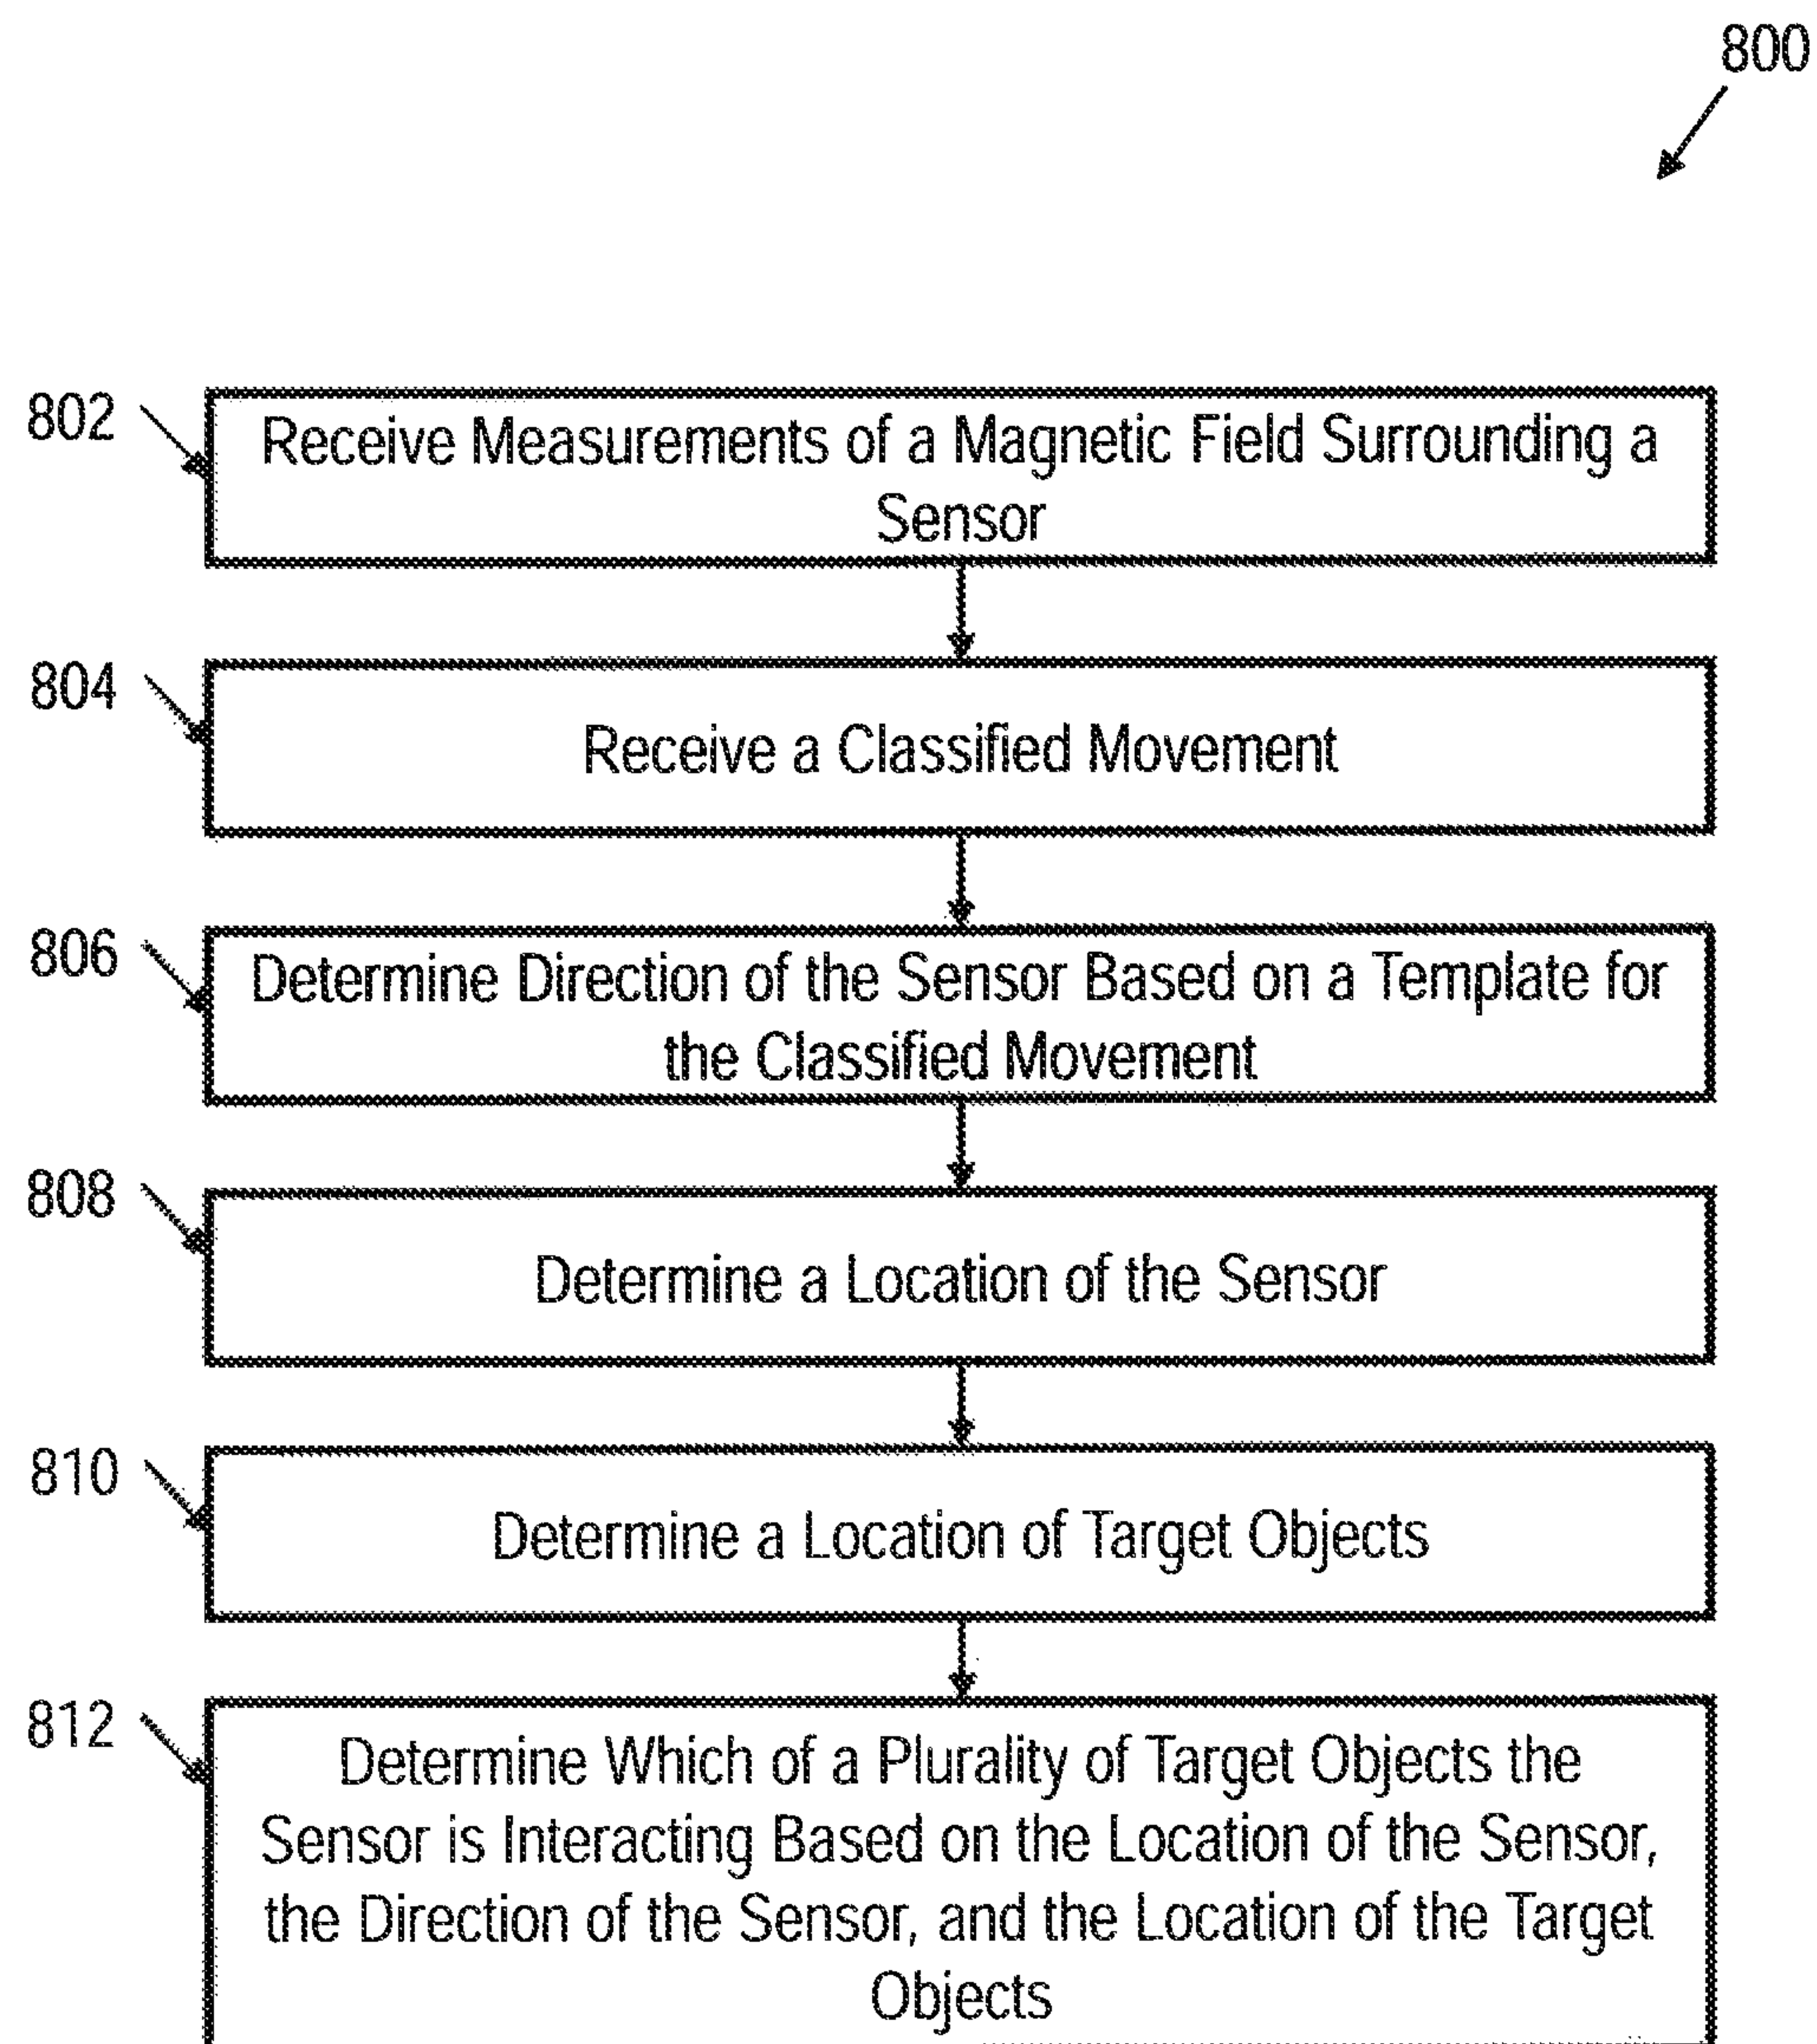 800
802
Receive Measurements of a Magnetic Field Surrounding a
Sensor
804
Receive a Classified Movement
806
Determine Direction of the Sensor Based on a Template for
the Classified Movement
808
Determine a Location of the Sensor
810
Determine a Location of Target Objects
812
Determine Which of a Plurality of Target Objects the
Sensor is Interacting Based on the Location of the Sensor,
the Direction of the Sensor, and the Location of the Target
Objects